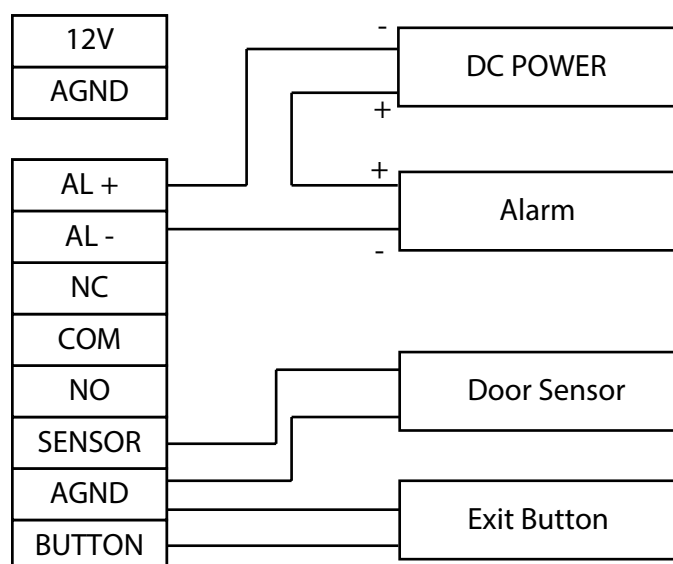 12V
AGND
AL +
AL -
NC
COM
NO
SENSOR
AGND
BUTTON
-
DC POWER
+
+
Alarm
-
Door Sensor
Exit Button